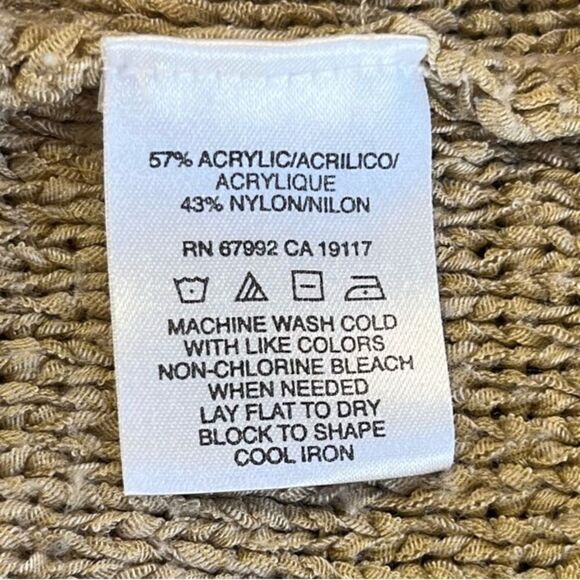 57% ACRYLIC/ACRILICO/
ACRYLIQUE
43% NYLON/NILON
RN 67992 CA 19117
MACHINE WASH COLD
WITH LIKE COLORS
NON-CHLORINE BLEACH
WHEN NEEDED
LAY FLAT TO DRY
BLOCK TO SHAPE
COOL IRON